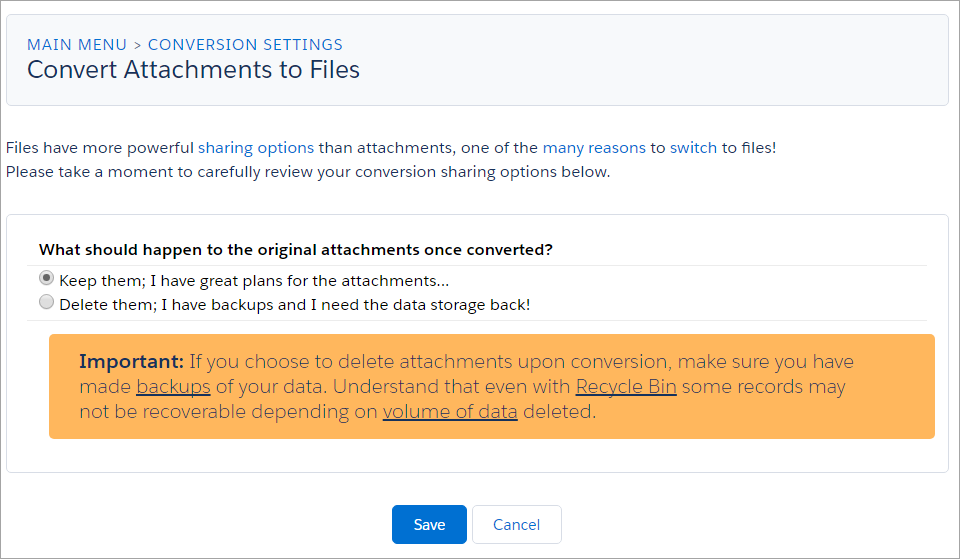 MAIN MENU > CONVERSION SETTINGS
Convert Attachments to Files
Files have more powerful sharing options than attachments, one of the many reasons to switch to files!
Please take a moment to carefully review your conversion sharing options below.
What should happen to the original attachments once converted?
Keep them; I have great plans for the attachments...
Delete them; I have backups and I need the data storage back!
Important: If you choose to delete attachments upon conversion, make sure you have
made backups of your data. Understand that even with Recycle Bin some records may
not be recoverable depending on volume of data deleted.
Save Cancel